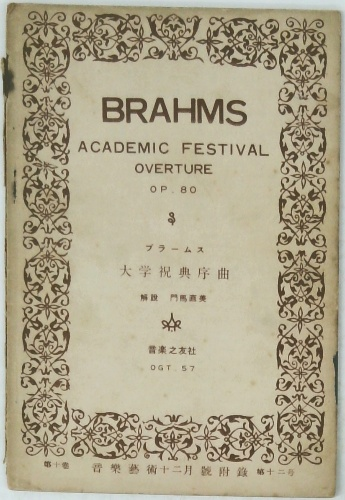 BRAHMS
ACADEMIC FESTIVAL
OVERTURE
OP. 80
ブラームス
大学祝典序曲
解說 門馬直美
音楽之友社
OGT. 57
第十卷 音樂藝術十二月號附錄 第十二号